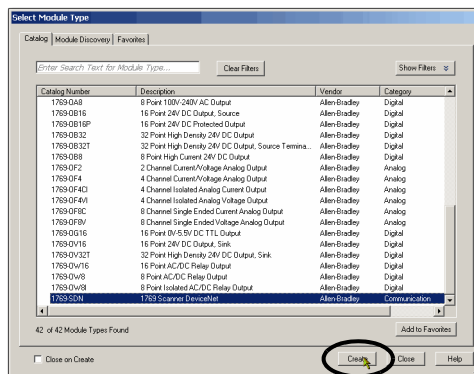 Select Module Type
Catalog Module Discovery Favorites
Enter Search Text for Module Type... Clear Filters Show Filters
Catalog Number Description Vendor Category
1769-OA8 8 Point 100V-240V AC Output Allen-Bradley Digital
1769-OB16 16 Point 24V DC Output, Source Allen-Bradley Digital
1769-OB16P 16 Point 24V DC Protected Output Allen-Bradley Digital
1769-OB32 32 Point High Density 24V DC Output Allen-Bradley Digital
1769-OB32T 32 Point High Density 24V DC Output, Source Termina... Allen-Bradley Digital
1769-OB8 8 Point High Current 24V DC Output Allen-Bradley Digital
1769-OF2 2 Channel Current/Voltage Analog Output Allen-Bradley Analog
1769-OF4 4 Channel Current/Voltage Analog Output Allen-Bradley Analog
1769-OF4CI 4 Channel Isolated Analog Current Output Allen-Bradley Analog
1769-OF4VI 4 Channel Isolated Analog Voltage Output Allen-Bradley Analog
1769-OF8C 8 Channel Single Ended Current Analog Output Allen-Bradley Analog
1769-OF8V 8 Channel Single Ended Voltage Analog Output Allen-Bradley Analog
1769-OG16 16 Point 0V-5.5V DC TTL Output Allen-Bradley Digital
1769-OV16 16 Point 24V DC Output, Sink Allen-Bradley Digital
1769-OV32T 32 Point High Density 24V DC Output, Sink Allen-Bradley Digital
1769-OW16 16 Point AC/DC Relay Output Allen-Bradley Digital
1769-OW8 8 Point AC/DC Relay Output Allen-Bradley Digital
1769-OW8I 8 Point Isolated AC/DC Relay Output Allen-Bradley Digital
1769-SDN 1769 Scanner DeviceNet Allen-Bradley Communication
42 of 42 Module Types Found Add to Favorites
Close on Create Create Close Help